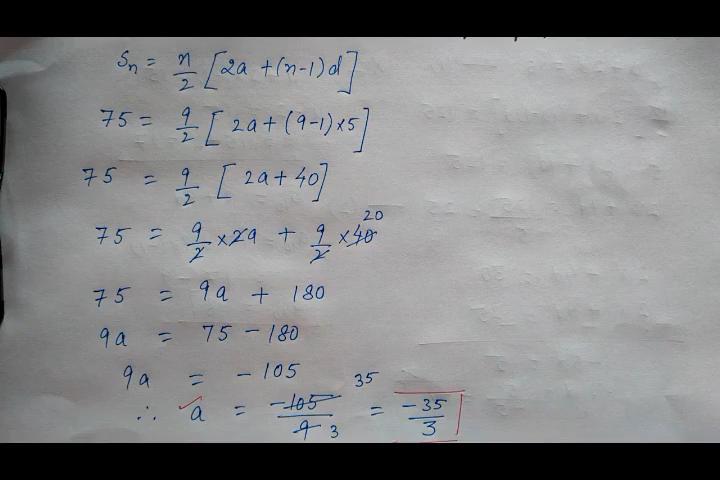 Sn = n/2 [2a + (n-1)d]
75 = 9/2 [2a + (9-1)×5]
75 = 9/2 [2a + 40]
75 = 9/2 × 2a + 9/2 × 40 20
75 = 9a + 180
9a = 75 - 180
9a = -105
∴ ✓a = -105/9 35 3 = -35/3